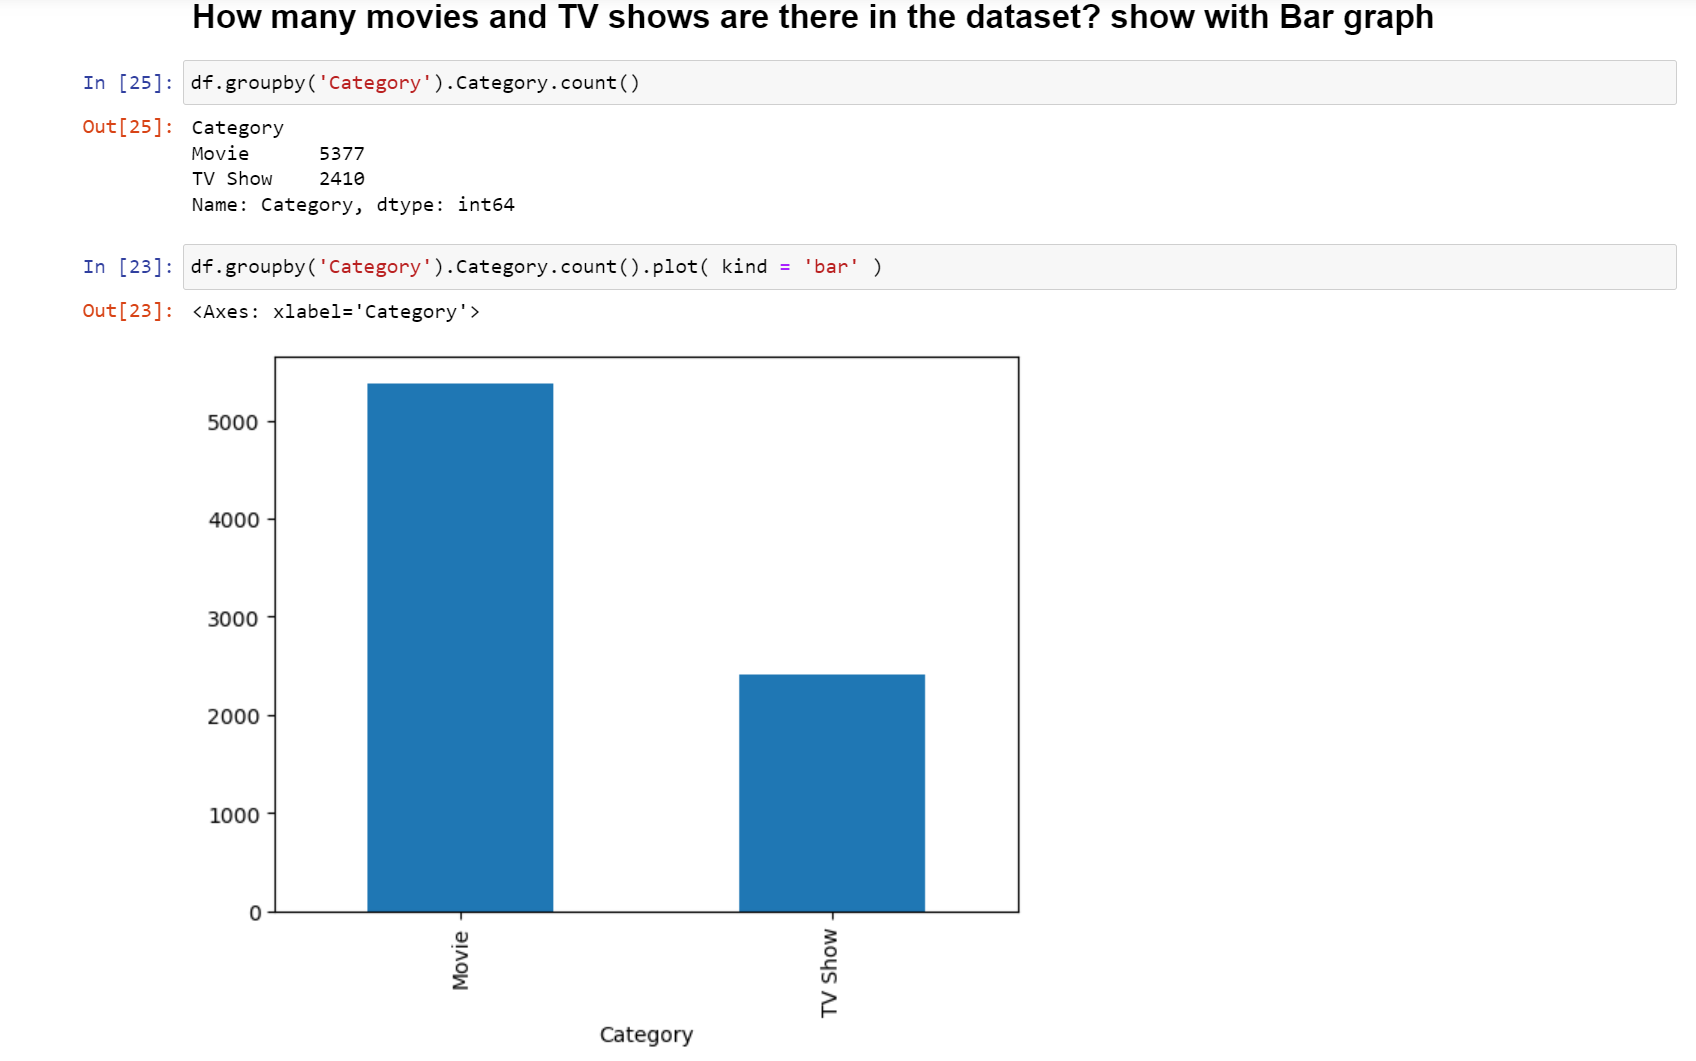 How many movies and TV shows are there in the dataset? show with Bar graph
In [25]: df.groupby('Category').Category.count()
Out[25]: Category
Movie      5377
TV Show    2410
Name: Category, dtype: int64
In [23]: df.groupby('Category').Category.count().plot( kind = 'bar' )
Out[23]: <Axes: xlabel='Category'>
5000
4000
3000
2000
1000
0
Movie
TV Show
Category